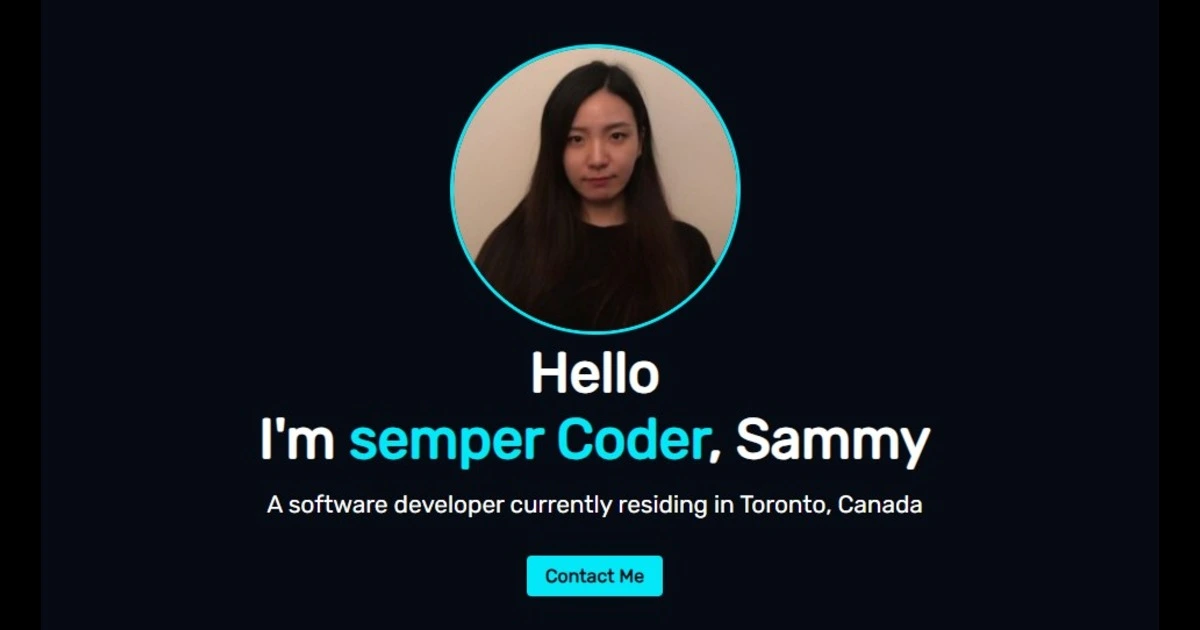 Hello
I'm semper Coder, Sammy
A software developer currently residing in Toronto, Canada
Contact Me